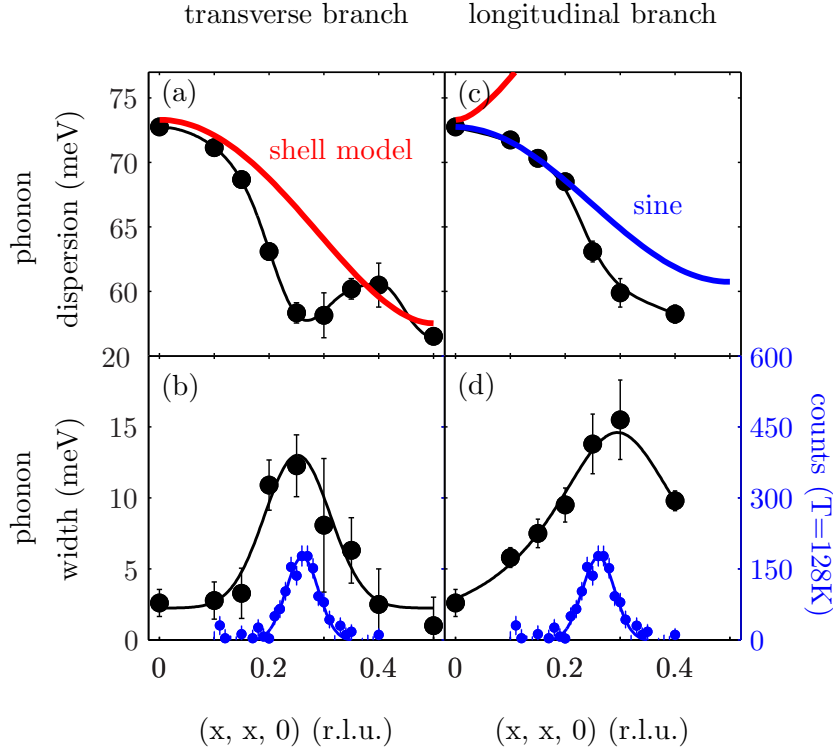 transverse branch
longitudinal branch
phonon
dispersion (meV)
75
70
65
60
20
(a)
shell model
(c)
sine
600
phonon
width (meV)
15
10
5
0
(b)
(d)
450
300
150
0
counts (T=128K)
0
0.2
0.4
0
0.2
0.4
(x, x, 0) (r.l.u.)
(x, x, 0) (r.l.u.)